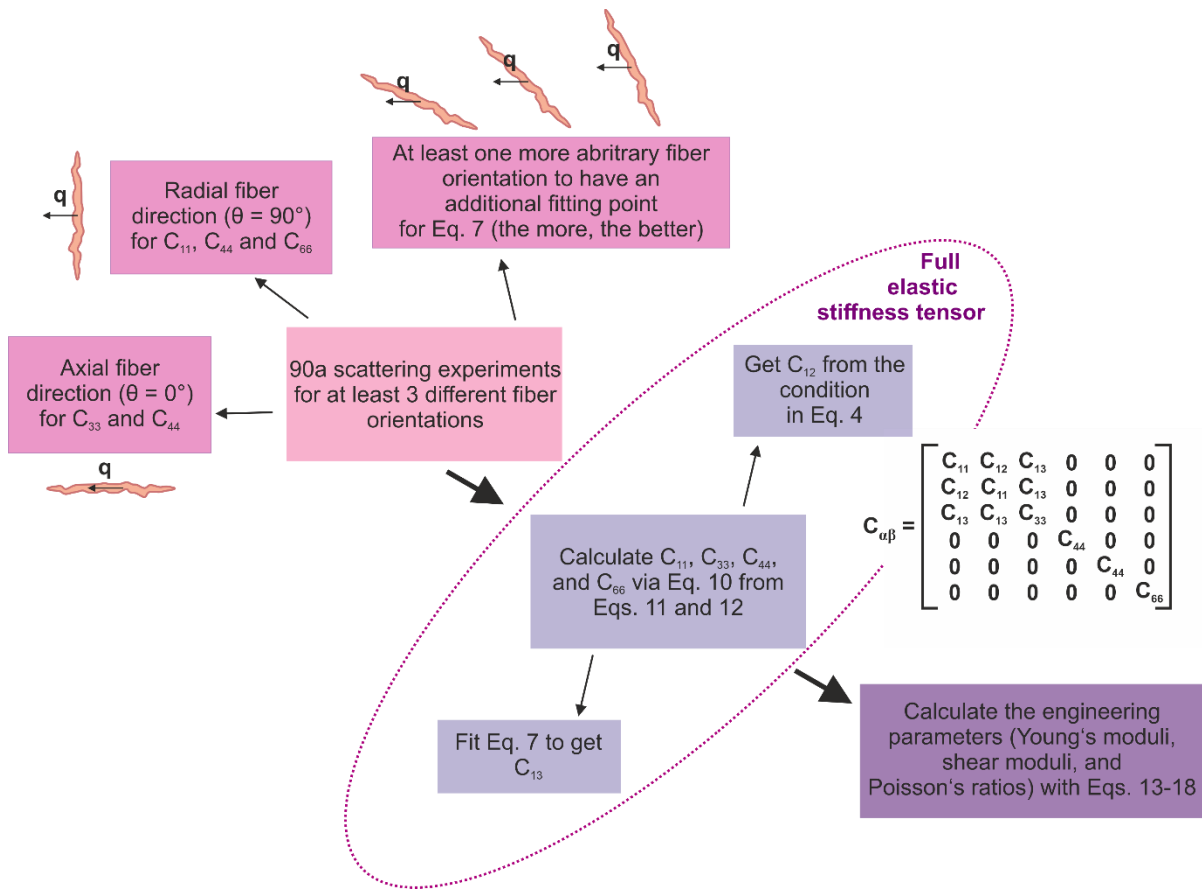 q
q
q
At least one more abritrary fiber
orientation to have an
additional fitting point
for Eq. 7 (the more, the better)
q
Radial fiber
direction (θ = 90°)
for C₁₁, C₄₄ and C₆₆
Full
elastic
stiffness tensor
Axial fiber
direction (θ = 0°)
for C₃₃ and C₄₄
q
90a scattering experiments
for at least 3 different fiber
orientations
Get C₁₂ from the
condition
in Eq. 4
Calculate C₁₁, C₃₃, C₄₄,
and C₆₆ via Eq. 10 from
Eqs. 11 and 12
C₁₁ C₁₂ C₁₃ 0 0 0
C₁₂ C₁₁ C₁₃ 0 0 0
C₁₃ C₁₃ C₃₃ 0 0 0
Cαβ =
0 0 0 C₄₄ 0 0
0 0 0 0 C₄₄ 0
0 0 0 0 0 C₆₆
Fit Eq. 7 to get
C₁₃
Calculate the engineering
parameters (Young‘s moduli,
shear moduli, and
Poisson‘s ratios) with Eqs. 13-18